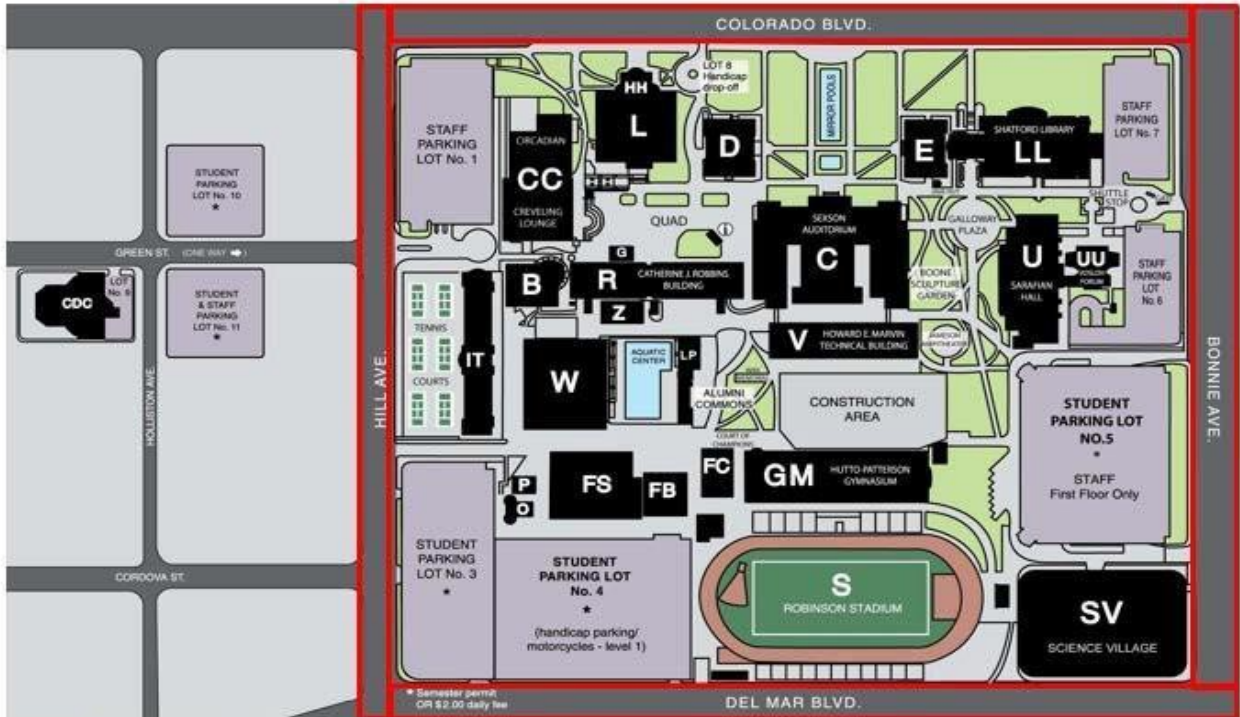 COLORADO BLVD.
LOT 8
Handicap
drop-off
HH
L
STAFF
PARKING
LOT No. 1
CIRCADIAN
CC
CREVELING
LOUNGE
D
MIRROR POOLS
E
SHATFORD LIBRARY
LL
STAFF
PARKING
LOT No. 7
STUDENT
PARKING
LOT No. 10
*
SHUTTLE
STOP
QUAD
i
SEXSON
AUDITORIUM
C
GALLOWAY
PLAZA
GREEN ST. (ONE WAY
G
U
SARAFIAN
HALL
UU
FORUM
STAFF
PARKING
LOT
No. 6
CDC
LOT
No. 9
STUDENT
& STAFF
PARKING
LOT No. 11
*
B
R
CATHERINE J. ROBBINS
BUILDING
BOONE
SCULPTURE
GARDEN
Z
TENNIS
COURTS
IT
V
HOWARD E. MARVIN
TECHNICAL BUILDING
JAMESON
AMPHITHEATER
HOLLISTON AVE.
HILL AVE.
BONNIE AVE.
W
AQUATIC
CENTER
LP
ALUMNI
COMMONS
CONSTRUCTION
AREA
STUDENT
PARKING LOT
NO.5
*
STAFF
First Floor Only
COURT OF
CHAMPIONS
P
O
FS
FB
FC
GM
HUTTO-PATTERSON
GYMNASIUM
STUDENT
PARKING
LOT No. 3
*
STUDENT
PARKING LOT
No. 4
*
(handicap parking/
motorcycles - level 1)
CORDOVA ST.
S
ROBINSON STADIUM
SV
SCIENCE VILLAGE
* Semester permit
OR $2.00 daily fee
DEL MAR BLVD.